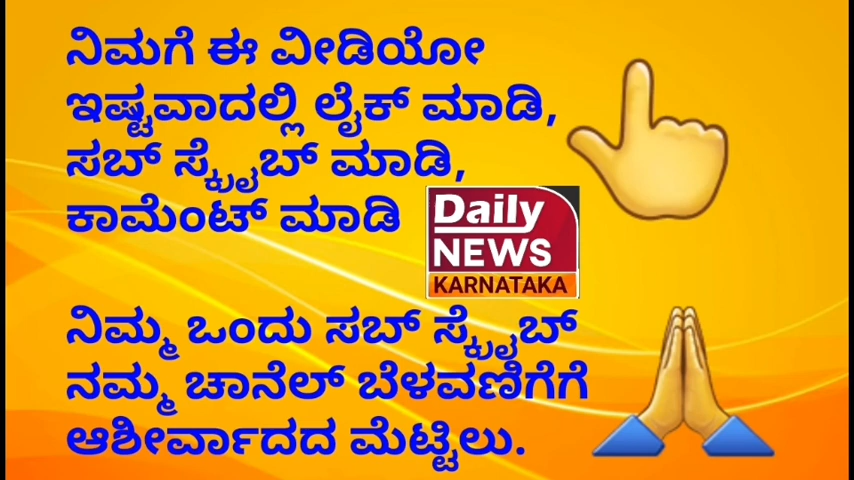 ನಿಮಗೆ ಈ ವೀಡಿಯೋ
ಇಷ್ಟವಾದಲ್ಲಿ ಲೈಕ್ ಮಾಡಿ,
ಸಬ್ ಸ್ಕ್ರೈಬ್ ಮಾಡಿ,
ಕಾಮೆಂಟ್ ಮಾಡಿ
Daily
NEWS
KARNATAKA
ನಿಮ್ಮ ಒಂದು ಸಬ್ ಸ್ಕ್ರೈಬ್
ನಮ್ಮ ಚಾನೆಲ್ ಬೆಳವಣಿಗೆಗೆ
ಆಶೀರ್ವಾದದ ಮೆಟ್ಟಿಲು.